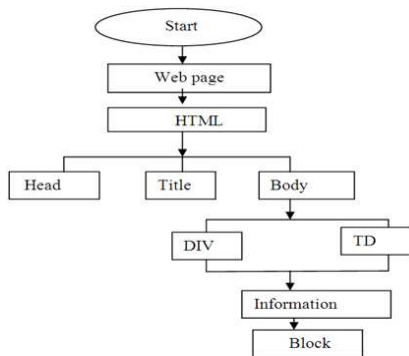 Start
Web page
HTML
Head
Title
Body
DIV
TD
Information
Block